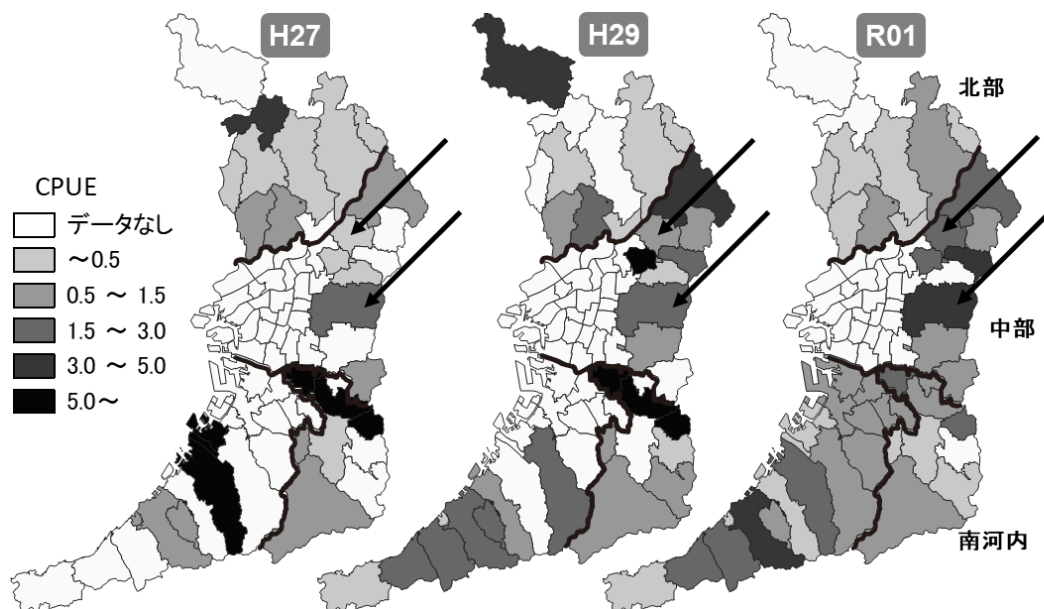 H27
H29
R01
北部
CPUE
データなし
～0.5
0.5 ～ 1.5
1.5 ～ 3.0
3.0 ～ 5.0
5.0～
中部
南河内